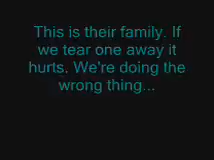 This is their family. If
we tear one away it
hurts. We're doing the
wrong thing...